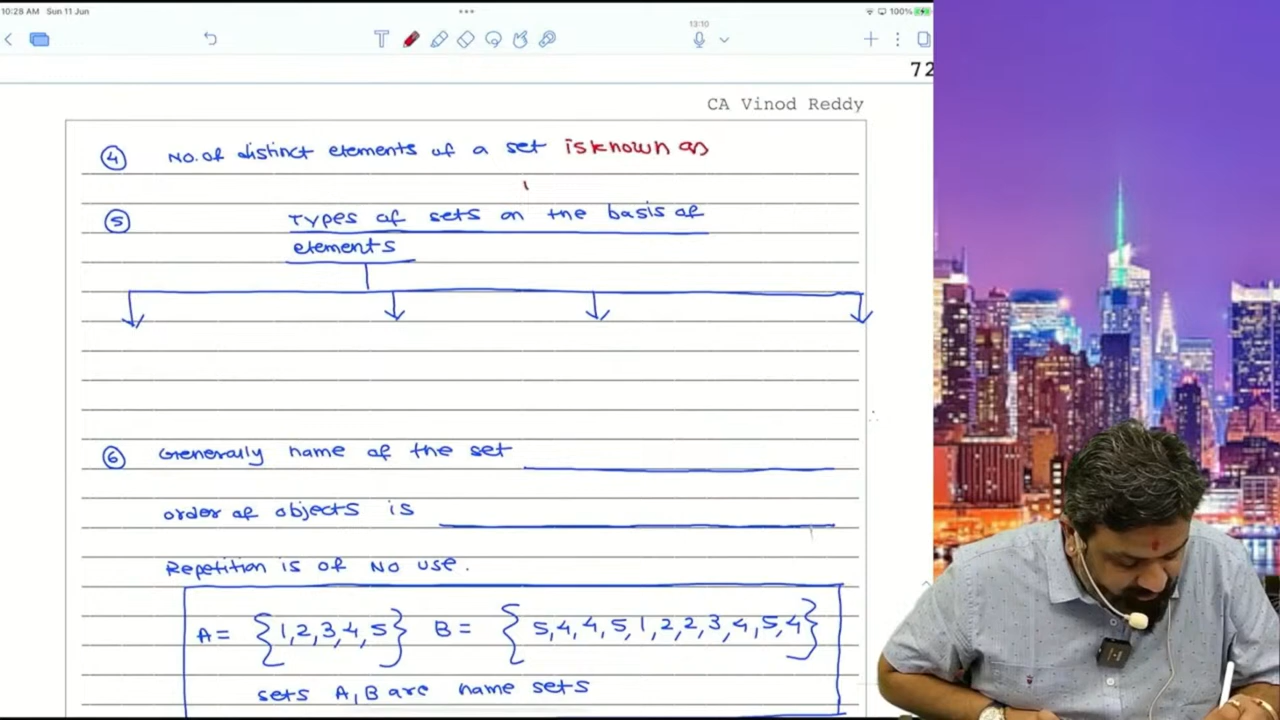 10:28 AM Sun 11 Jun
100%
13:10
T
72
CA Vinod Reddy
4 No. of distinct elements of a set is known as
5 Types of sets on the basis of
elements
6 Generally name of the set
order of objects is
Repetition is of NO use.
A = {1,2,3,4,5} B = {5,4,4,5,1,2,2,3,4,5,4}
sets A,B are name sets